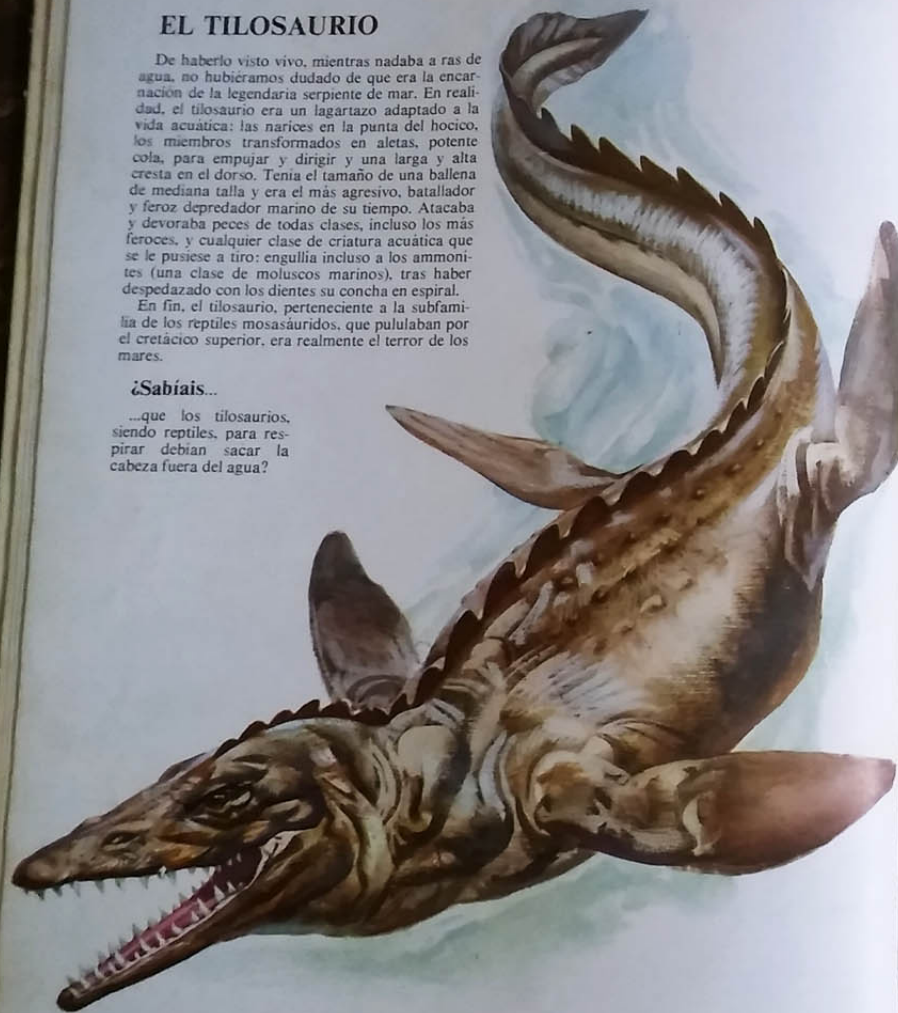 EL TILOSAURIO
De haberlo visto vivo, mientras nadaba a ras de
agua, no hubiéramos dudado de que era la encar-
nación de la legendaria serpiente de mar. En reali-
dad, el tilosaurio era un lagartazo adaptado a la
vida acuática: las narices en la punta del hocico,
los miembros transformados en aletas, potente
cola, para empujar y dirigir y una larga y alta
cresta en el dorso. Tenía el tamaño de una ballena
de mediana talla y era el más agresivo, batallador
y feroz depredador marino de su tiempo. Atacaba
y devoraba peces de todas clases, incluso los más
feroces, y cualquier clase de criatura acuática que
se le pusiese a tiro: engullía incluso a los ammoni-
tes (una clase de moluscos marinos), tras haber
despedazado con los dientes su concha en espiral.
En fin, el tilosaurio, perteneciente a la subfami-
lia de los reptiles mosasáuridos, que pululaban por
el cretácico superior, era realmente el terror de los
mares.
¿Sabíais...
...que los tilosaurios,
siendo reptiles, para res-
pirar debían sacar la
cabeza fuera del agua?